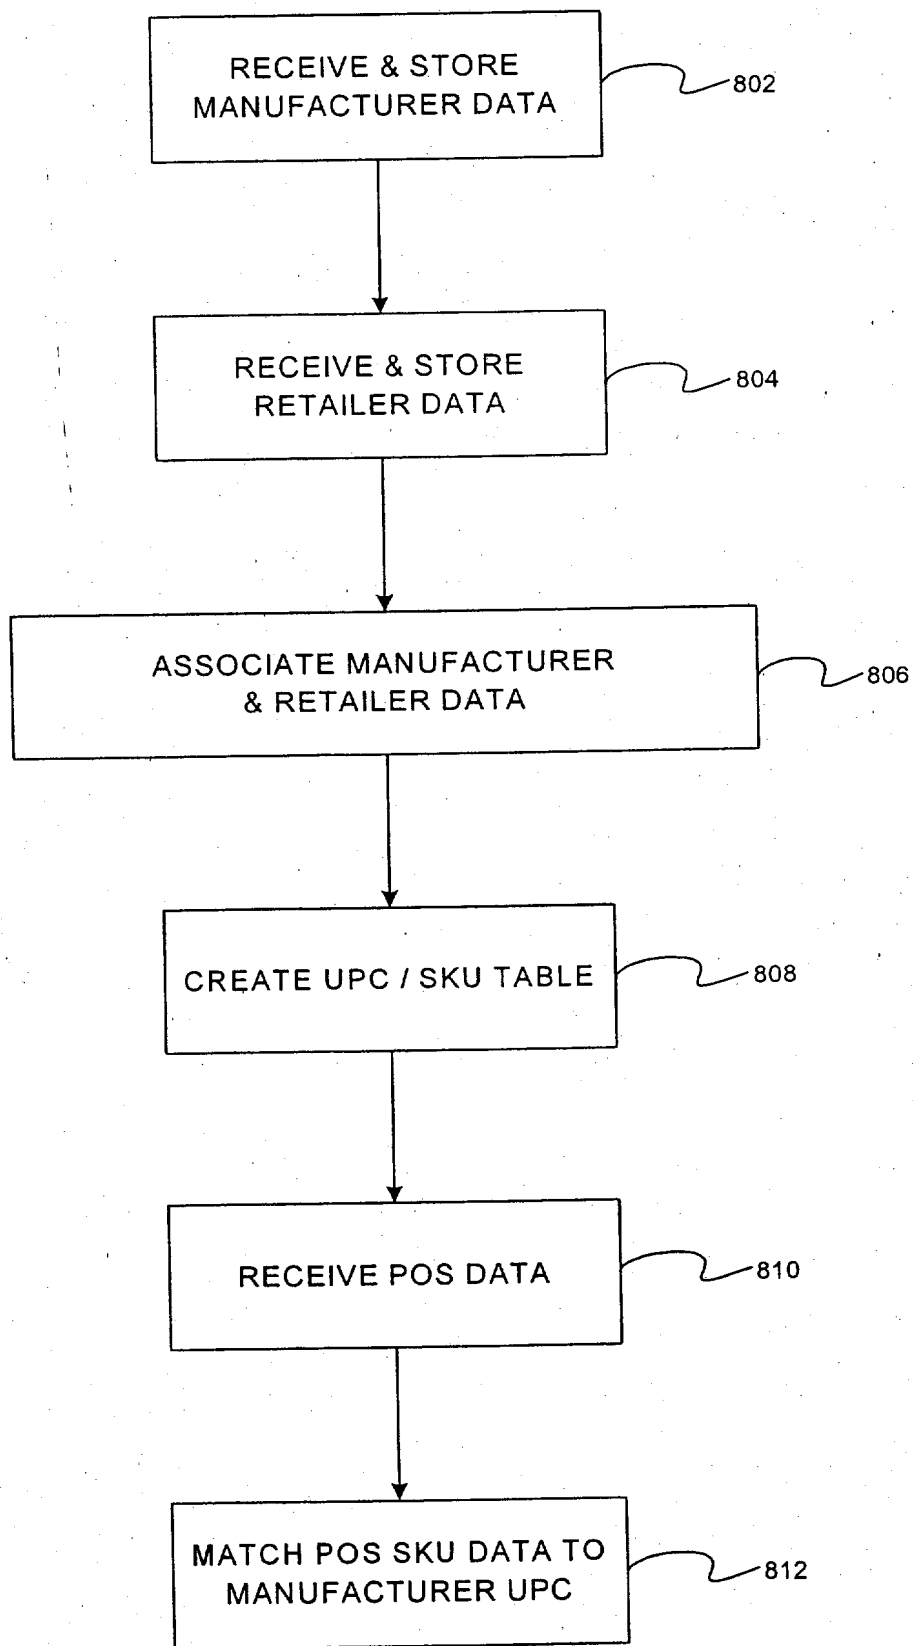 RECEIVE & STORE
MANUFACTURER DATA
802
RECEIVE & STORE
RETAILER DATA
804
ASSOCIATE MANUFACTURER
& RETAILER DATA
806
CREATE UPC / SKU TABLE
808
RECEIVE POS DATA
810
MATCH POS SKU DATA TO
MANUFACTURER UPC
812